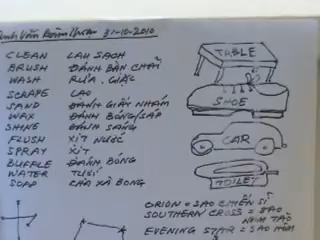 31-10-2010
CLEAN LAU SẠCH
BRUSH ĐÁNH BÀN CHẢI
WASH RỬA. GIẶC
SCRAPE CẠO
SAND ĐÁNH GIẤY NHÁM
WAX ĐÁNH BÓNG/SÁP
SHINE ĐÁNH SÁNG
FLUSH XỊT NƯỚC
SPRAY XỊT
BUFFLE ĐÁNH BÓNG
WATER TƯỚI
SOAP CHÀ XÀ BÔNG
TABLE
SHOE
CAR
TOILET
ORION = SAO CHIẾN SĨ
SOUTHERN CROSS = SAO
NAM TÀO
EVENING STAR = SAO HÔM